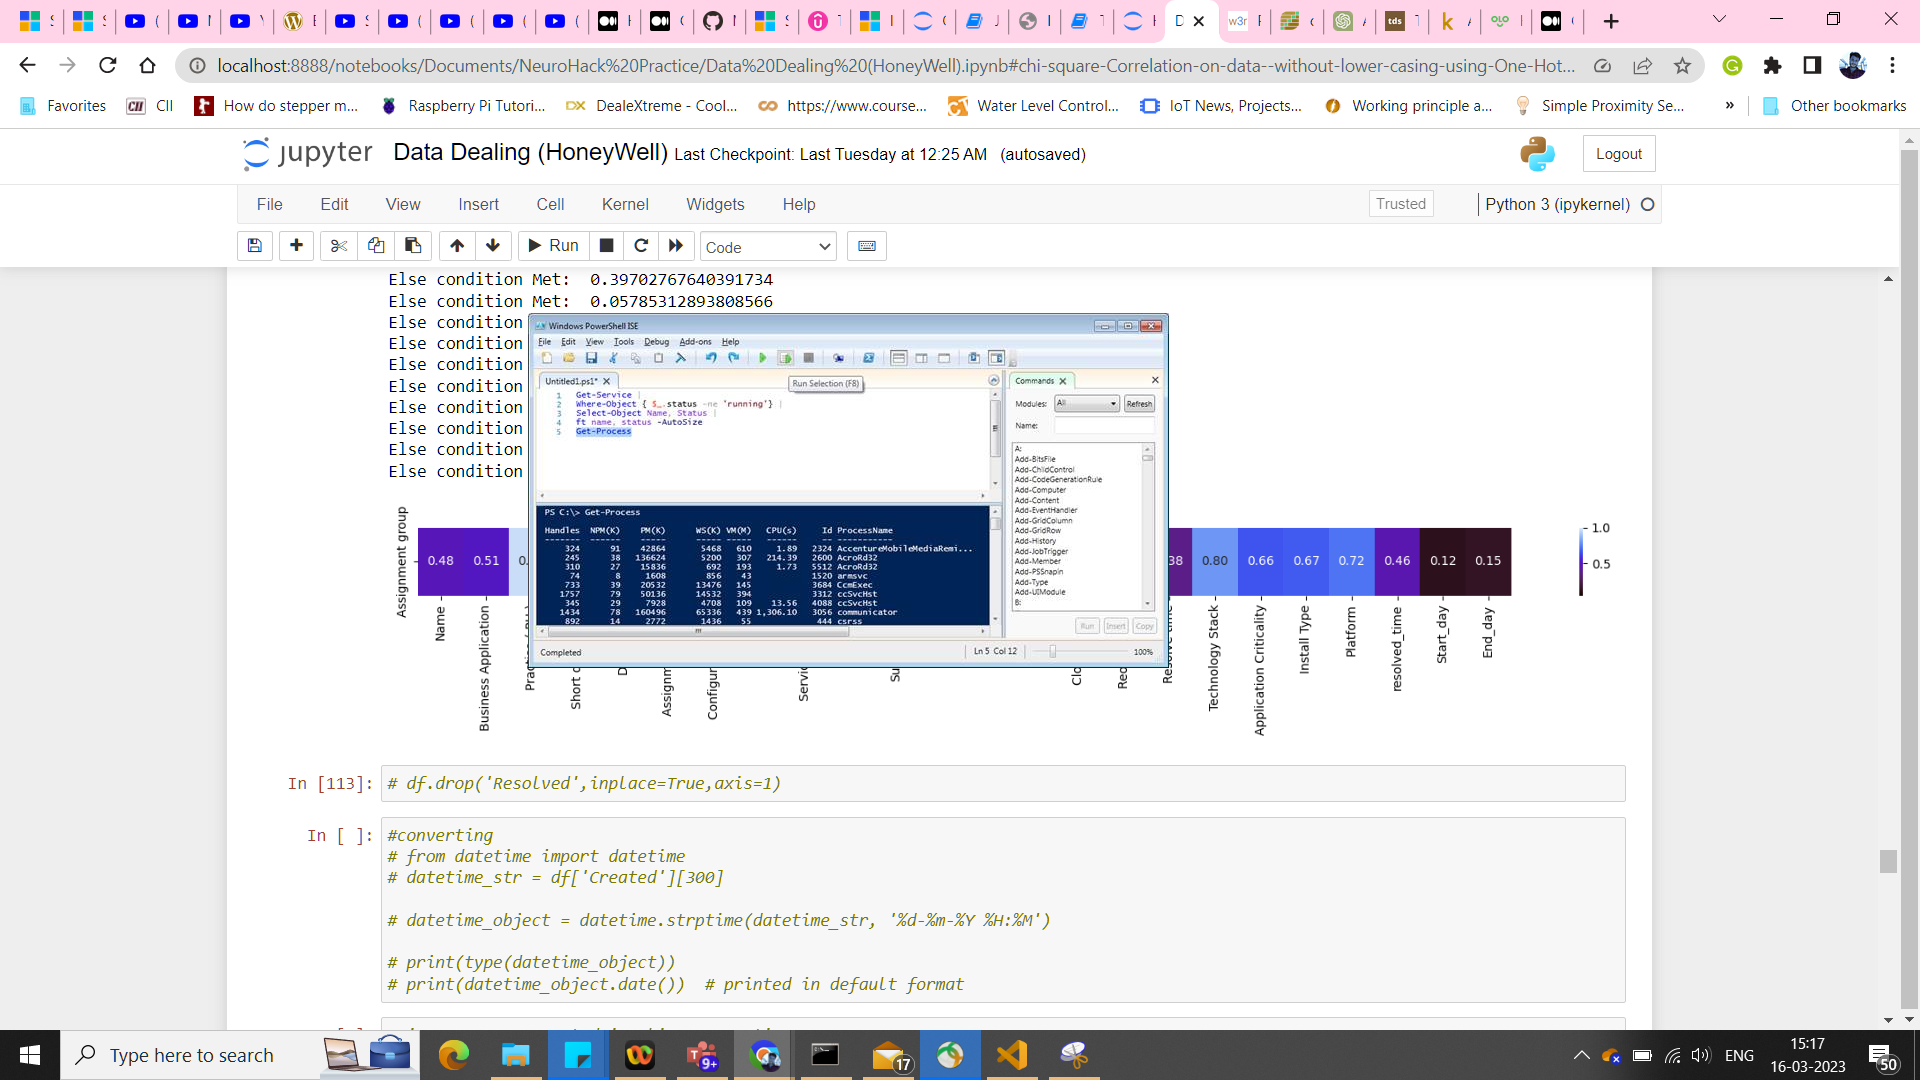 localhost:8888/notebooks/Documents/NeuroHack%20Practice/Data%20Dealing%20(HoneyWell).ipynb#chi-square-Correlation-on-data--without-lower-casing-using-One-Hot...
Favorites CII How do stepper m... Raspberry Pi Tutori... DX DealeXtreme - Cool... https://www.course... Water Level Control... IoT News, Projects... Working principle a... Simple Proximity Se... » Other bookmarks
jupyter Data Dealing (HoneyWell) Last Checkpoint: Last Tuesday at 12:25 AM (autosaved) Logout
File Edit View Insert Cell Kernel Widgets Help Trusted Python 3 (ipykernel)
Run Code
Else condition Met: 0.39702767640391734
Else condition Met: 0.05785312893808566
Else condition
Else condition
Else condition
Else condition
Else condition
Else condition
Else condition
Else condition
Windows PowerShell ISE
File Edit View Tools Debug Add-ons Help
Untitled1.ps1* X
Run Selection (F8)
1 Get-Service |
2 Where-Object { $_.status -ne 'running'} |
3 Select-Object Name, Status |
4 ft name, status -AutoSize
5 Get-Process
Commands X
Modules: All Refresh
Name:
A:
Add-BitsFile
Add-ChildControl
Add-CodeGenerationRule
Add-Computer
Add-Content
Add-EventHandler
Add-GridColumn
Add-GridRow
Add-History
Add-JobTrigger
Add-Member
Add-PSSnapin
Add-Type
Add-UIModule
B:
Run Insert Copy
PS C:\> Get-Process
Handles NPM(K) PM(K) WS(K) VM(M) CPU(s) Id ProcessName
------- ------ ----- ----- ----- ------ -- -----------
324 91 42864 5468 610 1.89 2324 AccentureMobileMediaRemi...
245 38 136624 5200 307 214.39 2600 AcroRd32
310 27 15836 692 193 1.73 5512 AcroRd32
74 8 1608 856 43 1520 armsvc
733 39 20532 13476 145 3684 CcmExec
1757 79 50136 14532 394 3312 ccSvcHst
345 29 7928 4708 109 13.56 4088 ccSvcHst
1434 78 160496 65336 439 1,306.10 3056 communicator
892 14 2772 1436 55 444 csrss
Completed Ln 5 Col 12 100%
Assignment group
0.48 0.51 0. 38 0.80 0.66 0.67 0.72 0.46 0.12 0.15
1.0
0.5
Name
Business Application
Short d
Assignm
Configur
Servic
Su
Clo
Rec
Technology Stack
Application Criticality
Install Type
Platform
resolved_time
Start_day
End_day
In [113]: # df.drop('Resolved',inplace=True,axis=1)
In [ ]: #converting
# from datetime import datetime
# datetime_str = df['Created'][300]
# datetime_object = datetime.strptime(datetime_str, '%d-%m-%Y %H:%M')
# print(type(datetime_object))
# print(datetime_object.date()) # printed in default format
Type here to search
9+
17
ENG
15:17
16-03-2023
50